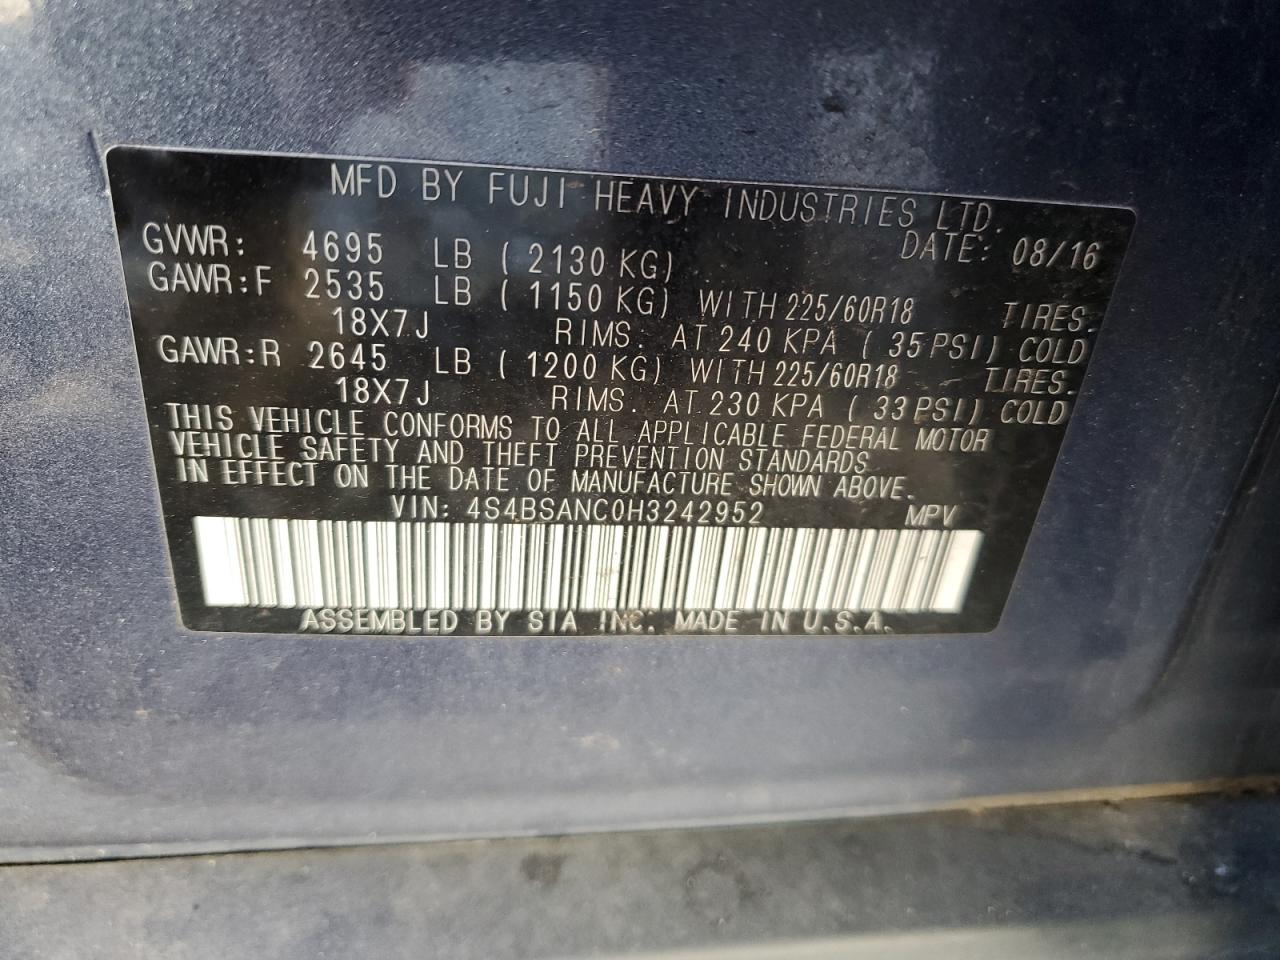 MFD BY FUJI HEAVY INDUSTRIES LTD.
DATE: 08/16
GVWR: 4695 LB ( 2130 KG)
GAWR:F 2535 LB ( 1150 KG) WITH 225/60R18 TIRES.
18X7J RIMS. AT 240 KPA ( 35 PSI) COLD
GAWR:R 2645 LB ( 1200 KG) WITH 225/60R18 TIRES.
18X7J RIMS. AT 230 KPA ( 33 PSI) COLD
THIS VEHICLE CONFORMS TO ALL APPLICABLE FEDERAL MOTOR
VEHICLE SAFETY AND THEFT PREVENTION STANDARDS
IN EFFECT ON THE DATE OF MANUFACTURE SHOWN ABOVE.
VIN: 4S4BSANC0H3242952 MPV
ASSEMBLED BY SIA INC. MADE IN U.S.A.